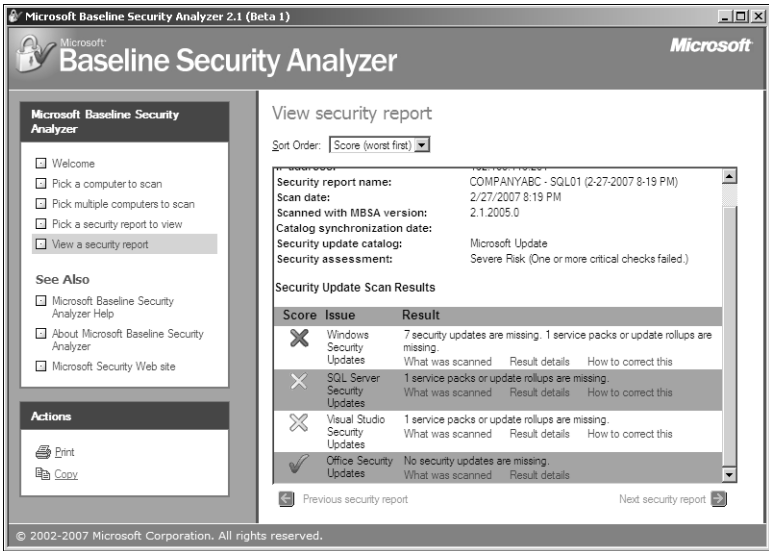 Microsoft Baseline Security Analyzer 2.1 (Beta 1)
Microsoft
Baseline Security Analyzer
Microsoft
Microsoft Baseline Security
Analyzer
Welcome
Pick a computer to scan
Pick multiple computers to scan
Pick a security report to view
View a security report
See Also
Microsoft Baseline Security
Analyzer Help
About Microsoft Baseline Security
Analyzer
Microsoft Security Web site
Actions
Print
Copy
View security report
Sort Order: Score (worst first)
Security report name: COMPANYABC - SQL01 (2-27-2007 8-19 PM)
Scan date: 2/27/2007 8:19 PM
Scanned with MBSA version: 2.1.2005.0
Catalog synchronization date:
Security update catalog: Microsoft Update
Security assessment: Severe Risk (One or more critical checks failed.)
Security Update Scan Results
Score Issue Result
Windows
Security
Updates
7 security updates are missing. 1 service packs or update rollups are
missing.
What was scanned Result details How to correct this
SQL Server
Security
Updates
1 service packs or update rollups are missing.
What was scanned Result details How to correct this
Visual Studio
Security
Updates
1 service packs or update rollups are missing.
What was scanned Result details How to correct this
Office Security
Updates
No security updates are missing.
What was scanned Result details
Previous security report
Next security report
© 2002-2007 Microsoft Corporation. All rights reserved.